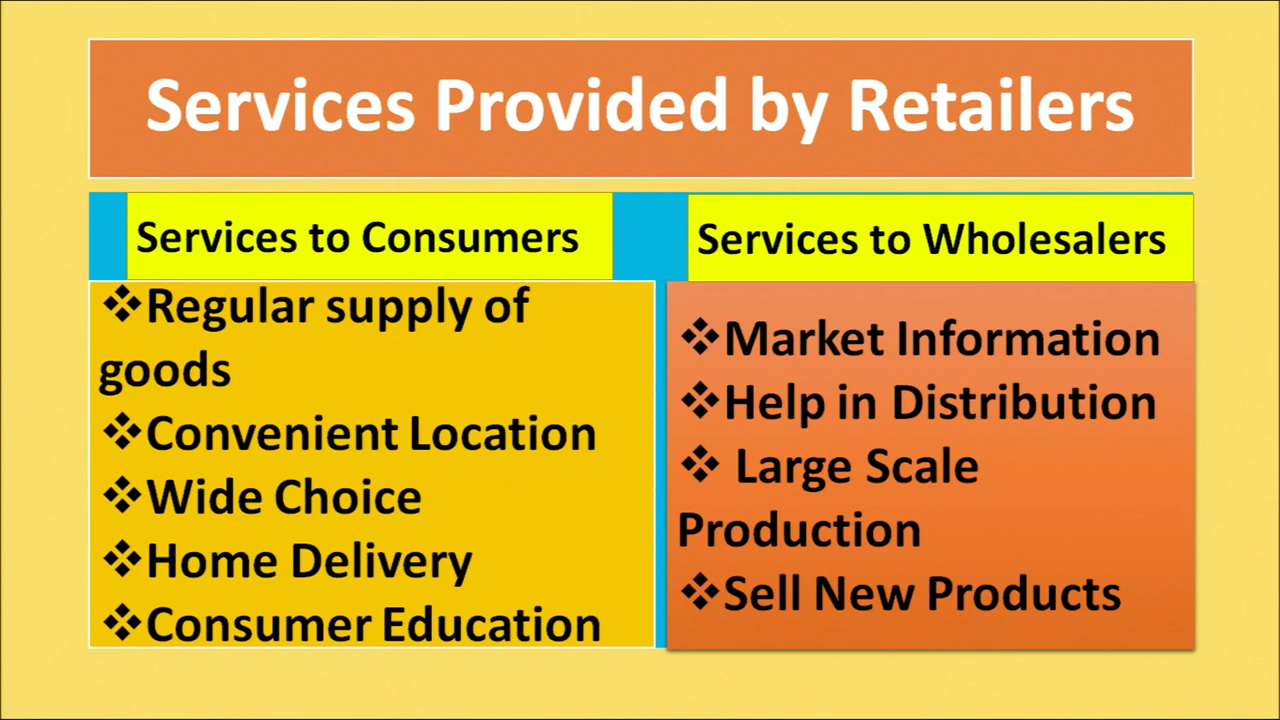 Services Provided by Retailers
Services to Consumers
❖Regular supply of
goods
❖Convenient Location
❖Wide Choice
❖Home Delivery
❖Consumer Education
Services to Wholesalers
❖Market Information
❖Help in Distribution
❖ Large Scale
Production
❖Sell New Products